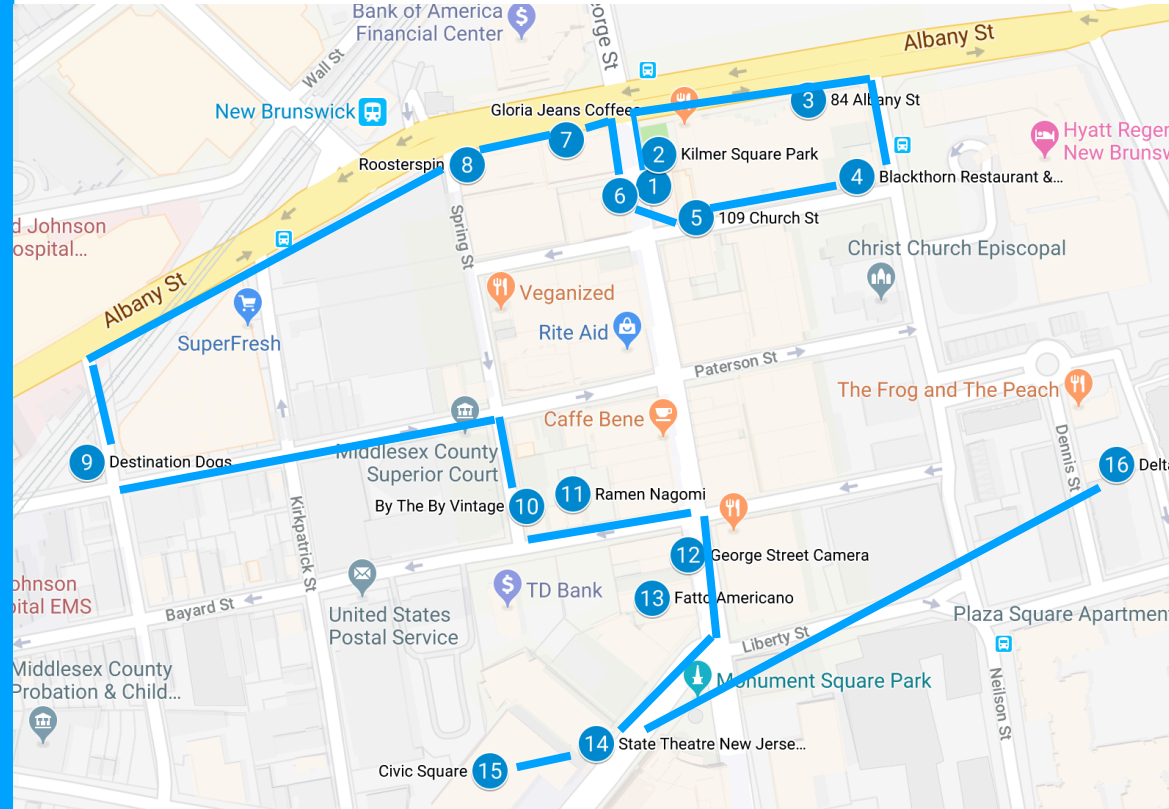 Bank of America
Financial Center
Albany St
Wall St
New Brunswick
Gloria Jeans Coffees
3
84 Albany St
7
Hyatt Reger
New Brunsw
Roosterspin
8
2
Kilmer Square Park
1
6
4
Blackthorn Restaurant &...
5
109 Church St
d Johnson
ospital...
Spring St
Christ Church Episcopal
Albany St
Veganized
Rite Aid
SuperFresh
Paterson St
The Frog and The Peach
Caffe Bene
Middlesex County
Superior Court
Dennis St
9
Destination Dogs
16
Delta
By The By Vintage
10
11
Ramen Nagomi
Kirkpatrick St
12
George Street Camera
ohnson
pital EMS
Bayard St
TD Bank
13
Fatto Americano
United States
Postal Service
Liberty St
Plaza Square Apartmen
Middlesex County
Probation & Child...
Monument Square Park
Neilson St
14
State Theatre New Jerse...
Civic Square
15